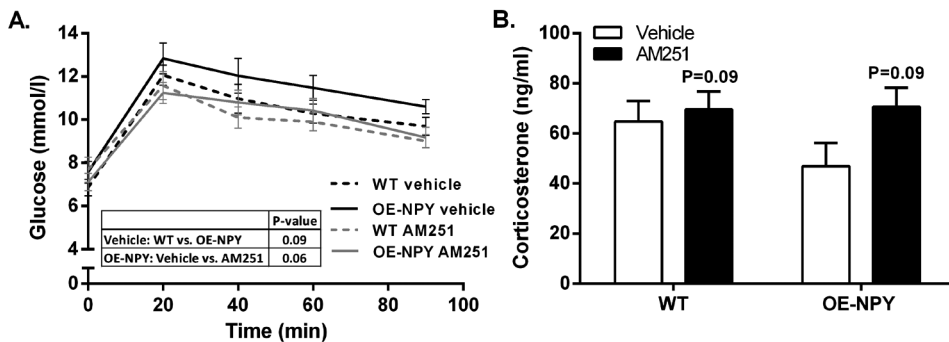 A.
Glucose (mmol/l)
14
12
10
8
6
4
0
0 20 40 60 80 100
Time (min)
WT vehicle
OE-NPY vehicle
WT AM251
OE-NPY AM251
P-value
Vehicle: WT vs. OE-NPY 0.09
OE-NPY: Vehicle vs. AM251 0.06
B.
Corticosterone (ng/ml)
100
80
60
40
20
0
Vehicle
AM251
P=0.09 P=0.09
WT OE-NPY